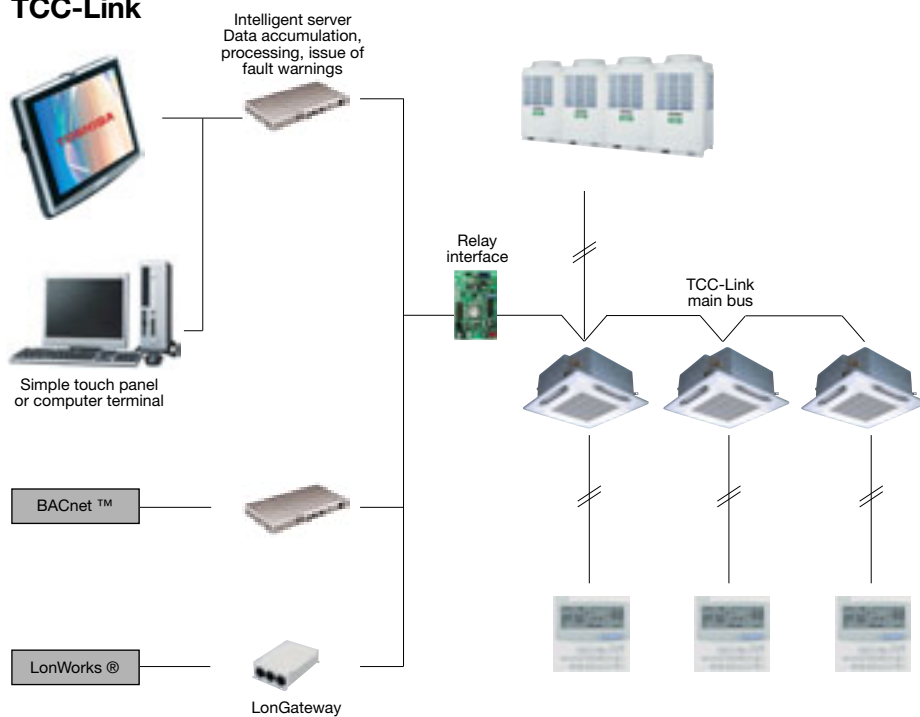 TCC-Link
Intelligent server
Data accumulation,
processing, issue of
fault warnings
TOSHIBA
Relay
interface
TCC-Link
main bus
Simple touch panel
or computer terminal
BACnet ™
LonWorks ®
LonGateway